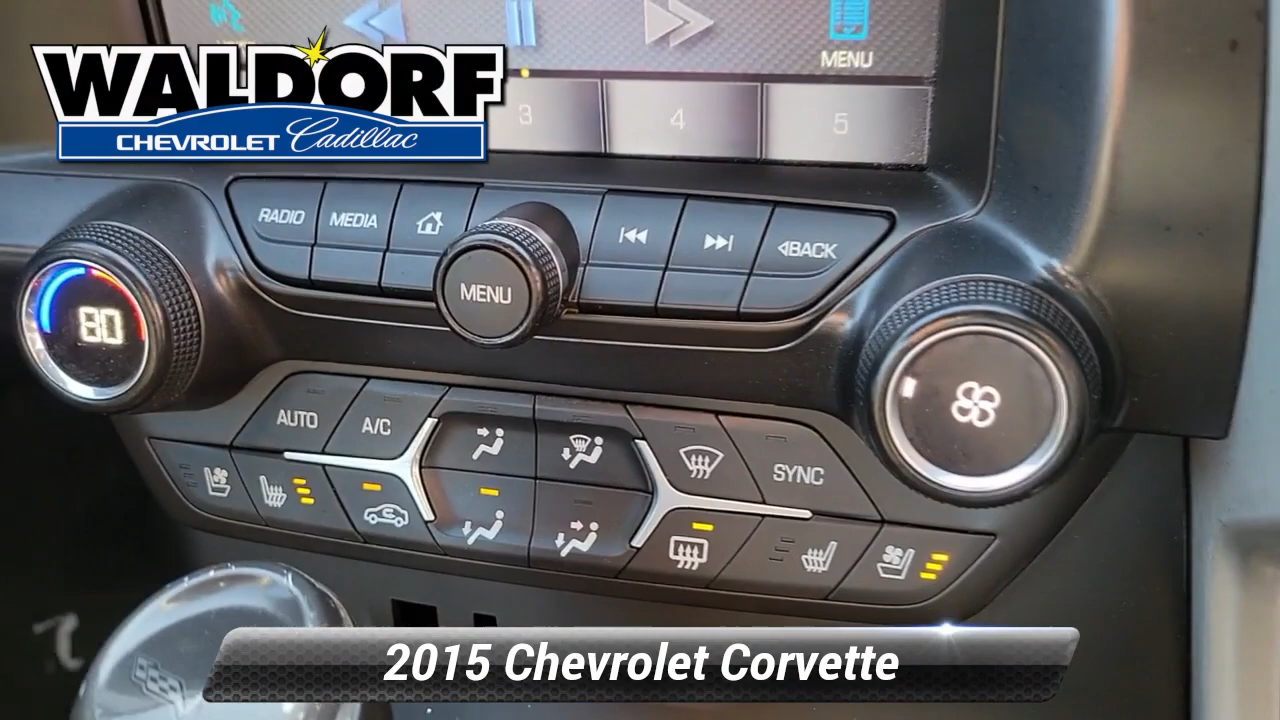 MENU
WALDORF
CHEVROLET Cadillac
3 4 5
RADIO MEDIA BACK
MENU
80
AUTO A/C SYNC
2015 Chevrolet Corvette